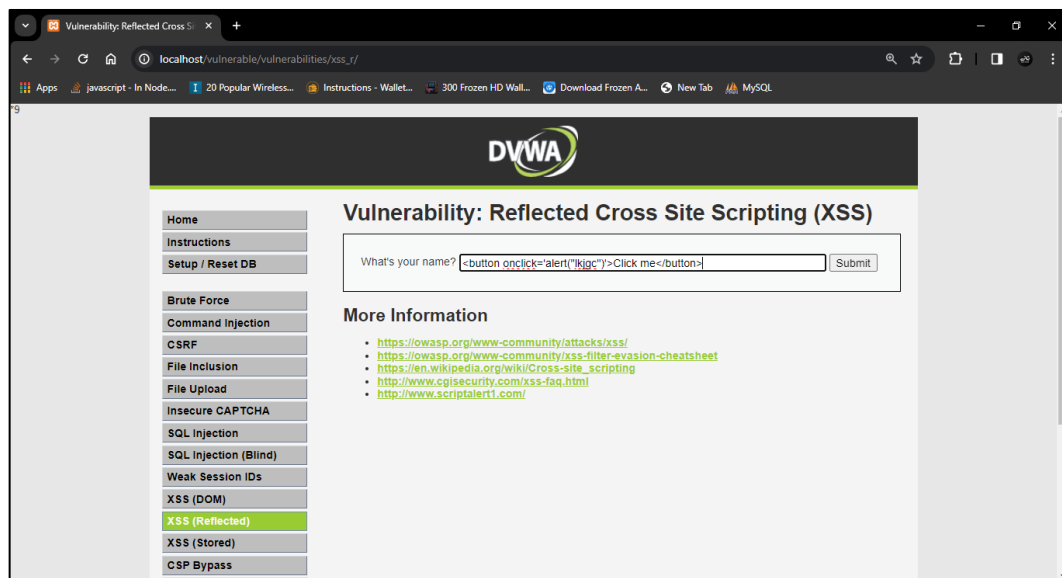 Vulnerability: Reflected Cross Si
localhost/vulnerable/vulnerabilities/xss_r/
Apps javascript - In Node.... 20 Popular Wireless... Instructions - Wallet... 300 Frozen HD Wall... Download Frozen A... New Tab MySQL
"9
DVWA
Home
Instructions
Setup / Reset DB
Brute Force
Command Injection
CSRF
File Inclusion
File Upload
Insecure CAPTCHA
SQL Injection
SQL Injection (Blind)
Weak Session IDs
XSS (DOM)
XSS (Reflected)
XSS (Stored)
CSP Bypass
Vulnerability: Reflected Cross Site Scripting (XSS)
What's your name? <button onclick='alert("lkjgc")'>Click me</button> Submit
More Information
https://owasp.org/www-community/attacks/xss/
https://owasp.org/www-community/xss-filter-evasion-cheatsheet
https://en.wikipedia.org/wiki/Cross-site_scripting
http://www.cgisecurity.com/xss-faq.html
http://www.scriptalert1.com/